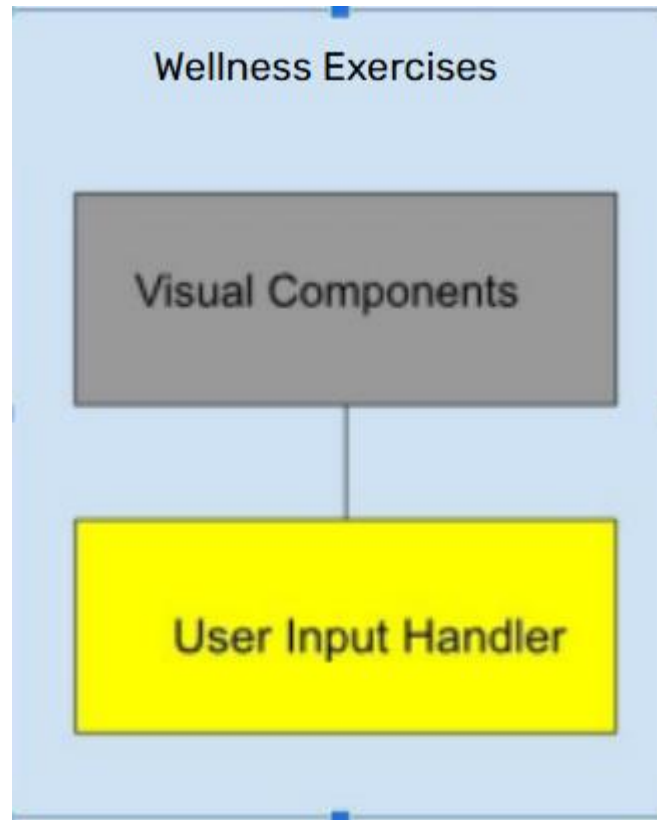 Wellness Exercises
Visual Components
User Input Handler